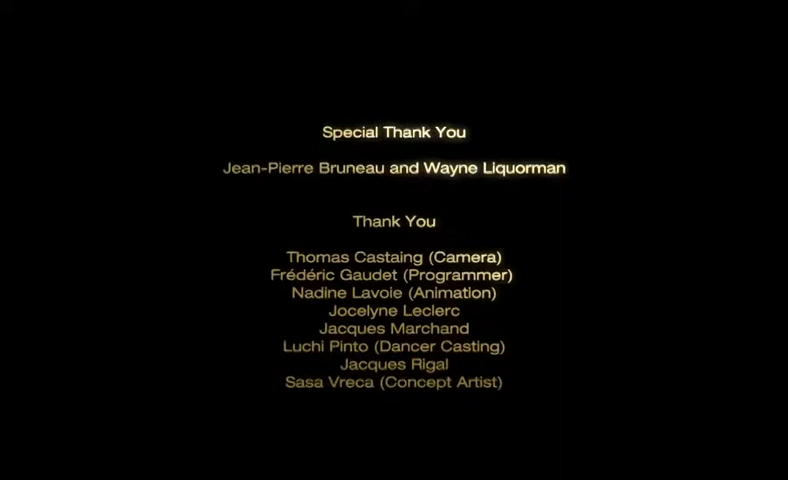 Special Thank You
Jean-Pierre Bruneau and Wayne Liquorman
Thank You
Thomas Castaing (Camera)
Frédéric Gaudet (Programmer)
Nadine Lavoie (Animation)
Jocelyne Leclerc
Jacques Marchand
Luchi Pinto (Dancer Casting)
Jacques Rigal
Sasa Vreca (Concept Artist)